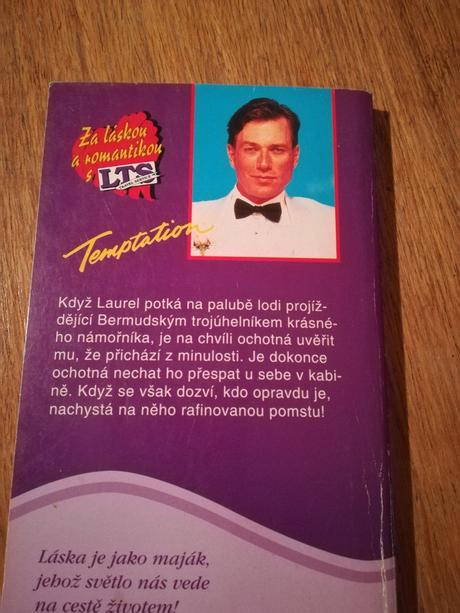 Za láskou
a romantikou
s LTS
Temptation
Když Laurel potká na palubě lodi projíž-
dějící Bermudským trojúhelníkem krásné-
ho námořníka, je na chvíli ochotná uvěřit
mu, že přichází z minulosti. Je dokonce
ochotná nechat ho přespat u sebe v kabi-
ně. Když se však dozví, kdo opravdu je,
nachystá na něho rafinovanou pomstu!
Láska je jako maják,
jehož světlo nás vede
na cestě životem!